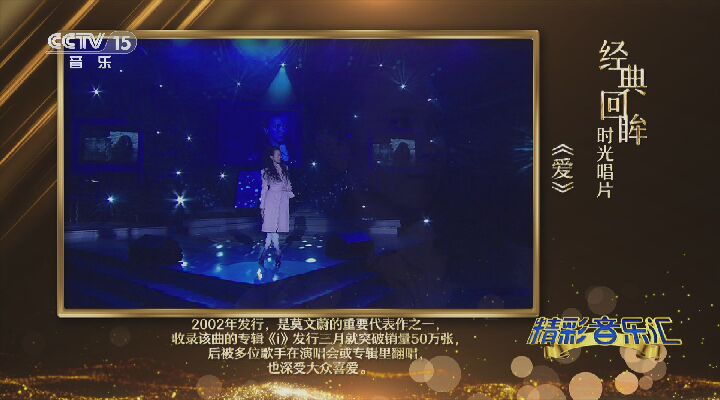 CCTV 15
音乐
经典回眸
时光唱片
《爱》
2002年发行，是莫文蔚的重要代表作之一，
收录该曲的专辑《i》发行三月就突破销量50万张，
后被多位歌手在演唱会或专辑里翻唱，
也深受大众喜爱。
精彩音乐汇